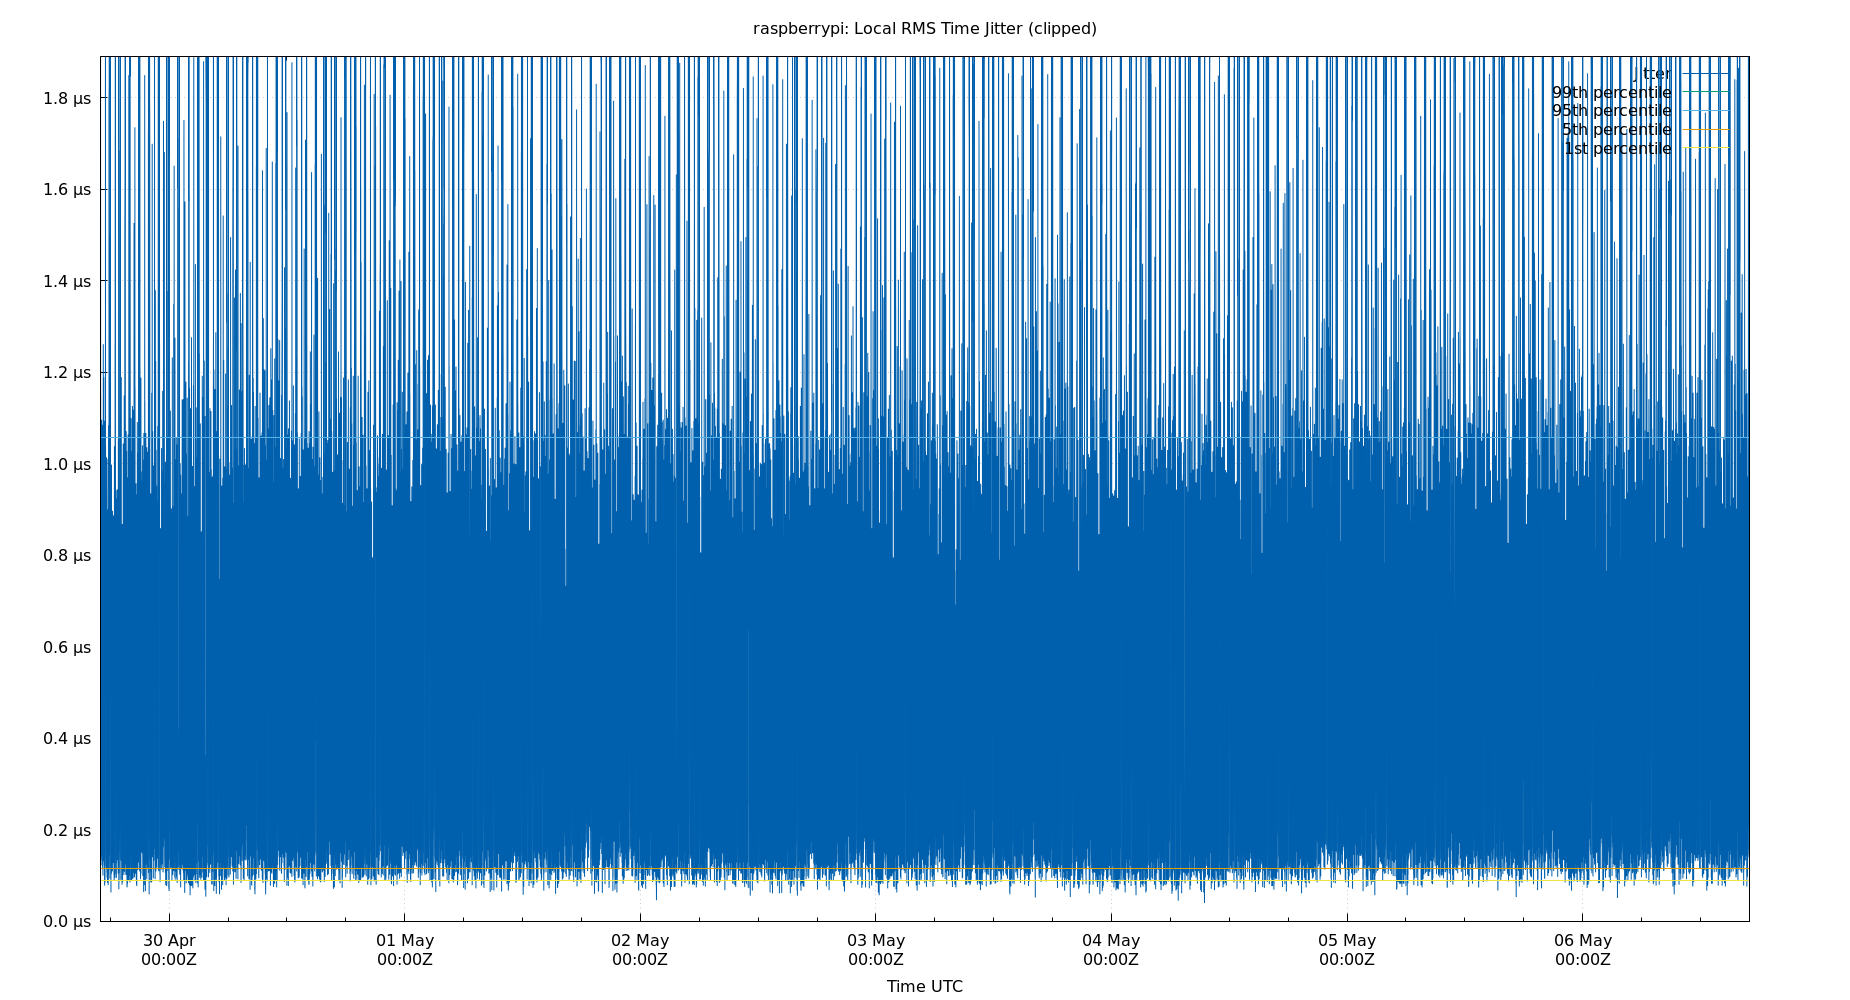 raspberrypi: Local RMS Time Jitter (clipped)
Jitter
99th percentile
95th percentile
5th percentile
1st percentile
1.8 μs
1.6 μs
1.4 μs
1.2 μs
1.0 μs
0.8 μs
0.6 μs
0.4 μs
0.2 μs
0.0 μs
30 Apr 01 May 02 May 03 May 04 May 05 May 06 May
00:00Z 00:00Z 00:00Z 00:00Z 00:00Z 00:00Z 00:00Z
Time UTC